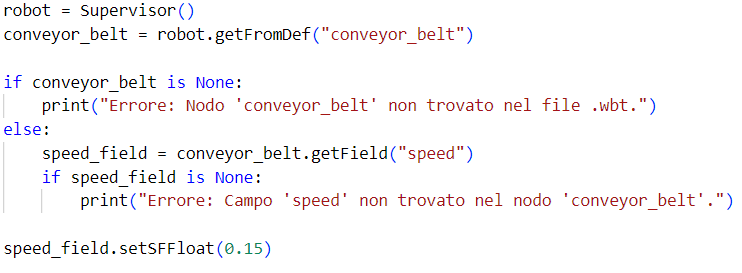 robot = Supervisor()
conveyor_belt = robot.getFromDef("conveyor_belt")

if conveyor_belt is None:
    print("Errore: Nodo 'conveyor_belt' non trovato nel file .wbt.")
else:
    speed_field = conveyor_belt.getField("speed")
    if speed_field is None:
        print("Errore: Campo 'speed' non trovato nel nodo 'conveyor_belt'.")

speed_field.setSFFloat(0.15)